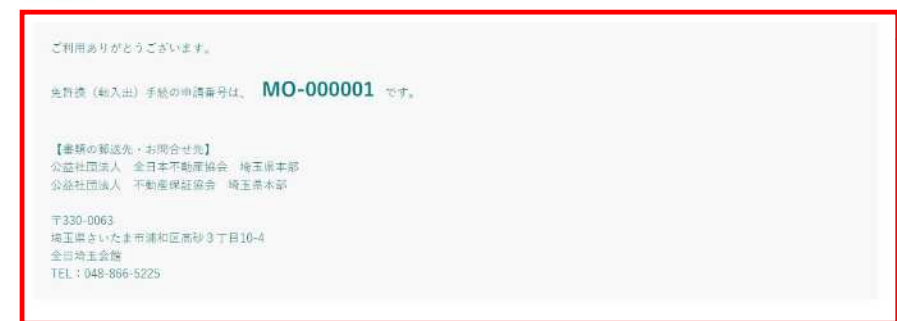 ご利用ありがとうございます。
免許換（転入出）手続の申請番号は、 MO-000001 です。
【書類の郵送先・お問合せ先】
公益社団法人 全日本不動産協会 埼玉県本部
公益社団法人 不動産保証協会 埼玉県本部
〒330-0063
埼玉県さいたま市浦和区高砂３丁目10-4
全日埼玉会館
TEL：048-866-5225